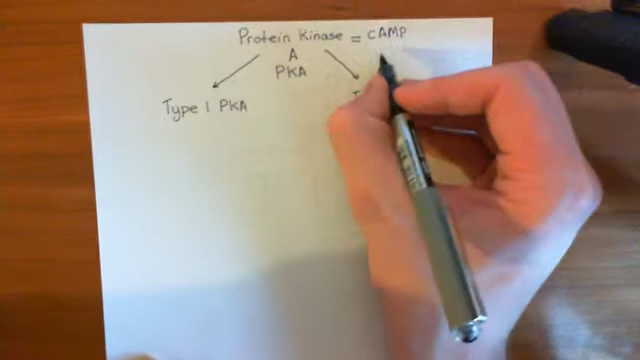 Protein Kinase = CAMP
A
PKA
Type 1 PKA